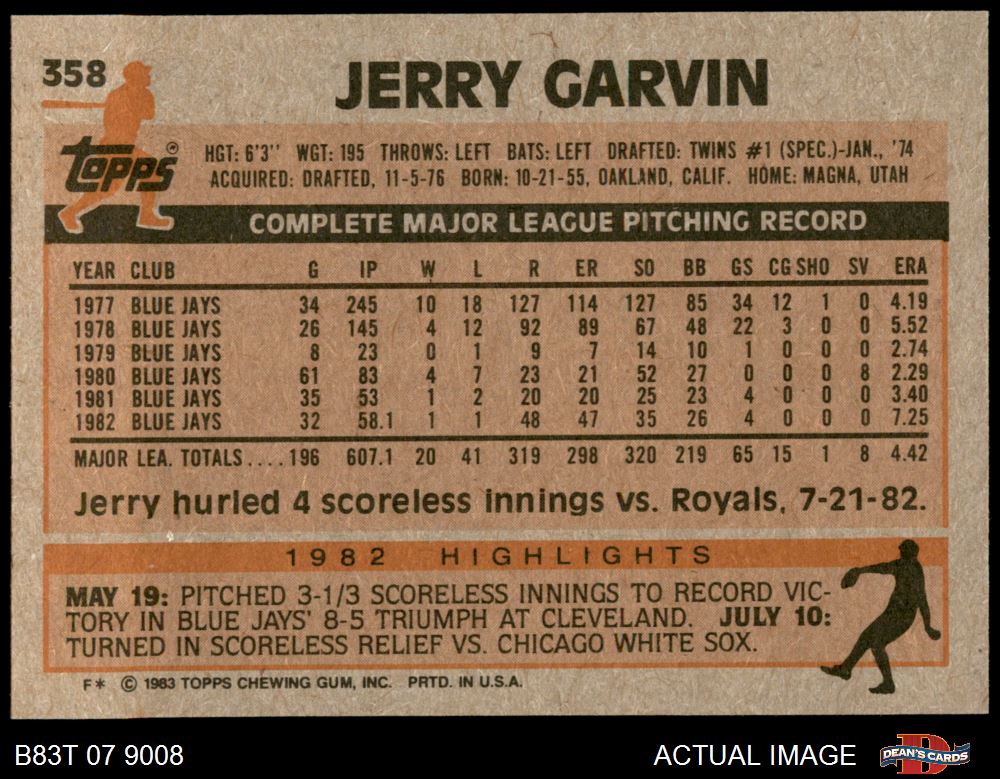 358
JERRY GARVIN
topps®
HGT: 6'3" WGT: 195 THROWS: LEFT BATS: LEFT DRAFTED: TWINS #1 (SPEC.)-JAN., '74
ACQUIRED: DRAFTED, 11-5-76 BORN: 10-21-55, OAKLAND, CALIF. HOME: MAGNA, UTAH
COMPLETE MAJOR LEAGUE PITCHING RECORD
YEAR CLUB G IP W L R ER SO BB GS CG SHO SV ERA
1977 BLUE JAYS 34 245 10 18 127 114 127 85 34 12 1 0 4.19
1978 BLUE JAYS 26 145 4 12 92 89 67 48 22 3 0 0 5.52
1979 BLUE JAYS 8 23 0 1 9 7 14 10 1 0 0 0 2.74
1980 BLUE JAYS 61 83 4 7 23 21 52 27 0 0 0 8 2.29
1981 BLUE JAYS 35 53 1 2 20 20 25 23 4 0 0 0 3.40
1982 BLUE JAYS 32 58.1 1 1 48 47 35 26 4 0 0 0 7.25
MAJOR LEA. TOTALS.... 196 607.1 20 41 319 298 320 219 65 15 1 8 4.42
Jerry hurled 4 scoreless innings vs. Royals, 7-21-82.
1982 HIGHLIGHTS
MAY 19: PITCHED 3-1/3 SCORELESS INNINGS TO RECORD VIC-
TORY IN BLUE JAYS' 8-5 TRIUMPH AT CLEVELAND. JULY 10:
TURNED IN SCORELESS RELIEF VS. CHICAGO WHITE SOX.
F* © 1983 TOPPS CHEWING GUM, INC. PRTD. IN U.S.A.
B83T 07 9008
ACTUAL IMAGE
D
DEAN'S CARDS